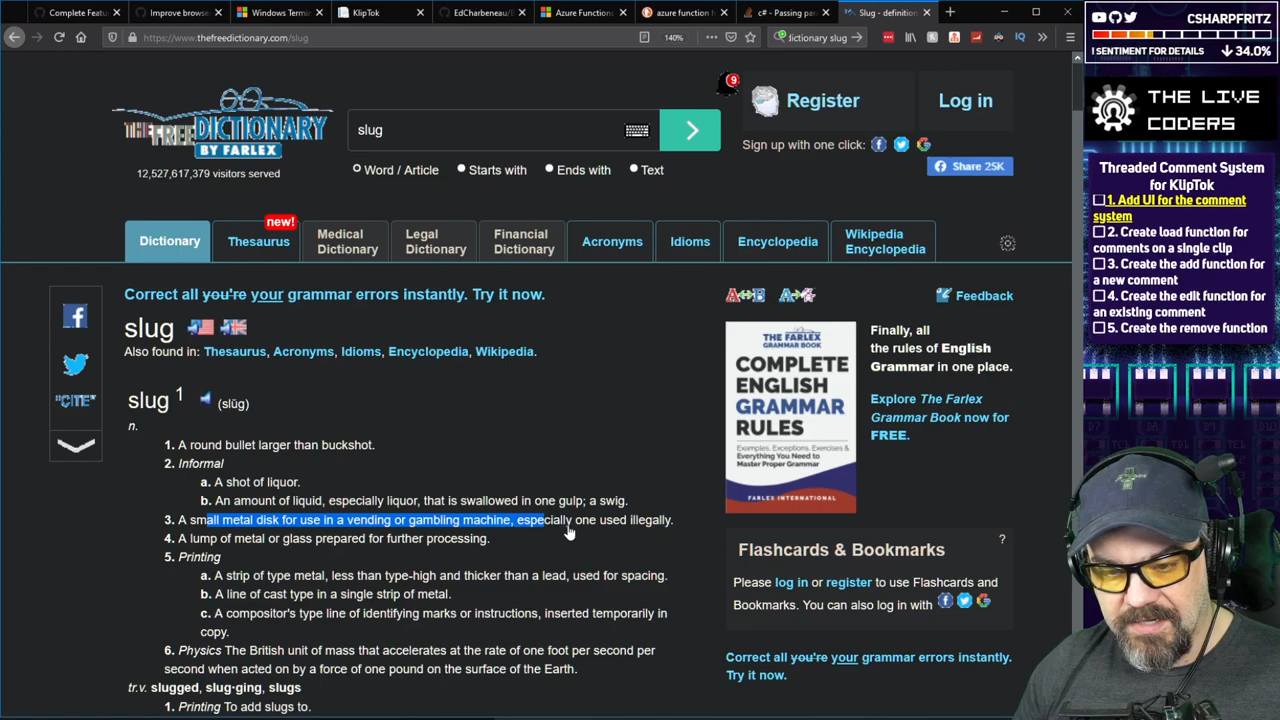 Complete Featu
Improve browse
Windows Termin
KlipTok
EdCharbeneau/B
Azure Functions
azure function h
c# - Passing par
Slug - definition
https://www.thefreedictionary.com/slug
140%
dictionary slug
THE FREE DICTIONARY
BY FARLEX
12,527,617,379 visitors served
slug
Word / Article
Starts with
Ends with
Text
9
Register
Log in
Sign up with one click:
Share 25K
Dictionary
new!
Thesaurus
Medical
Dictionary
Legal
Dictionary
Financial
Dictionary
Acronyms
Idioms
Encyclopedia
Wikipedia
Encyclopedia
Correct all you're your grammar errors instantly. Try it now.
Feedback
slug
Also found in: Thesaurus, Acronyms, Idioms, Encyclopedia, Wikipedia.
"CITE"
slug 1 (slŭg)
n.
1. A round bullet larger than buckshot.
2. Informal
a. A shot of liquor.
b. An amount of liquid, especially liquor, that is swallowed in one gulp; a swig.
3. A small metal disk for use in a vending or gambling machine, especially one used illegally.
4. A lump of metal or glass prepared for further processing.
5. Printing
a. A strip of type metal, less than type-high and thicker than a lead, used for spacing.
b. A line of cast type in a single strip of metal.
c. A compositor's type line of identifying marks or instructions, inserted temporarily in
copy.
6. Physics The British unit of mass that accelerates at the rate of one foot per second per
second when acted on by a force of one pound on the surface of the Earth.
tr.v. slugged, slug·ging, slugs
1. Printing To add slugs to.
THE FARLEX
GRAMMAR BOOK
COMPLETE
ENGLISH
GRAMMAR
RULES
Examples, Exceptions, Exercises &
Everything You Need to
Master Proper Grammar
FARLEX INTERNATIONAL
Finally, all
the rules of English
Grammar in one place.
Explore The Farlex
Grammar Book now for
FREE.
Flashcards & Bookmarks ?
Please log in or register to use Flashcards and
Bookmarks. You can also log in with
Correct all you're your grammar errors instantly.
Try it now.
CSHARPFRITZ
! SENTIMENT FOR DETAILS
34.0%
THE LIVE
CODERS
Threaded Comment System
for KlipTok
1. Add UI for the comment
system
2. Create load function for
comments on a single clip
3. Create the add function for
a new comment
4. Create the edit function for
an existing comment
5. Create the remove function